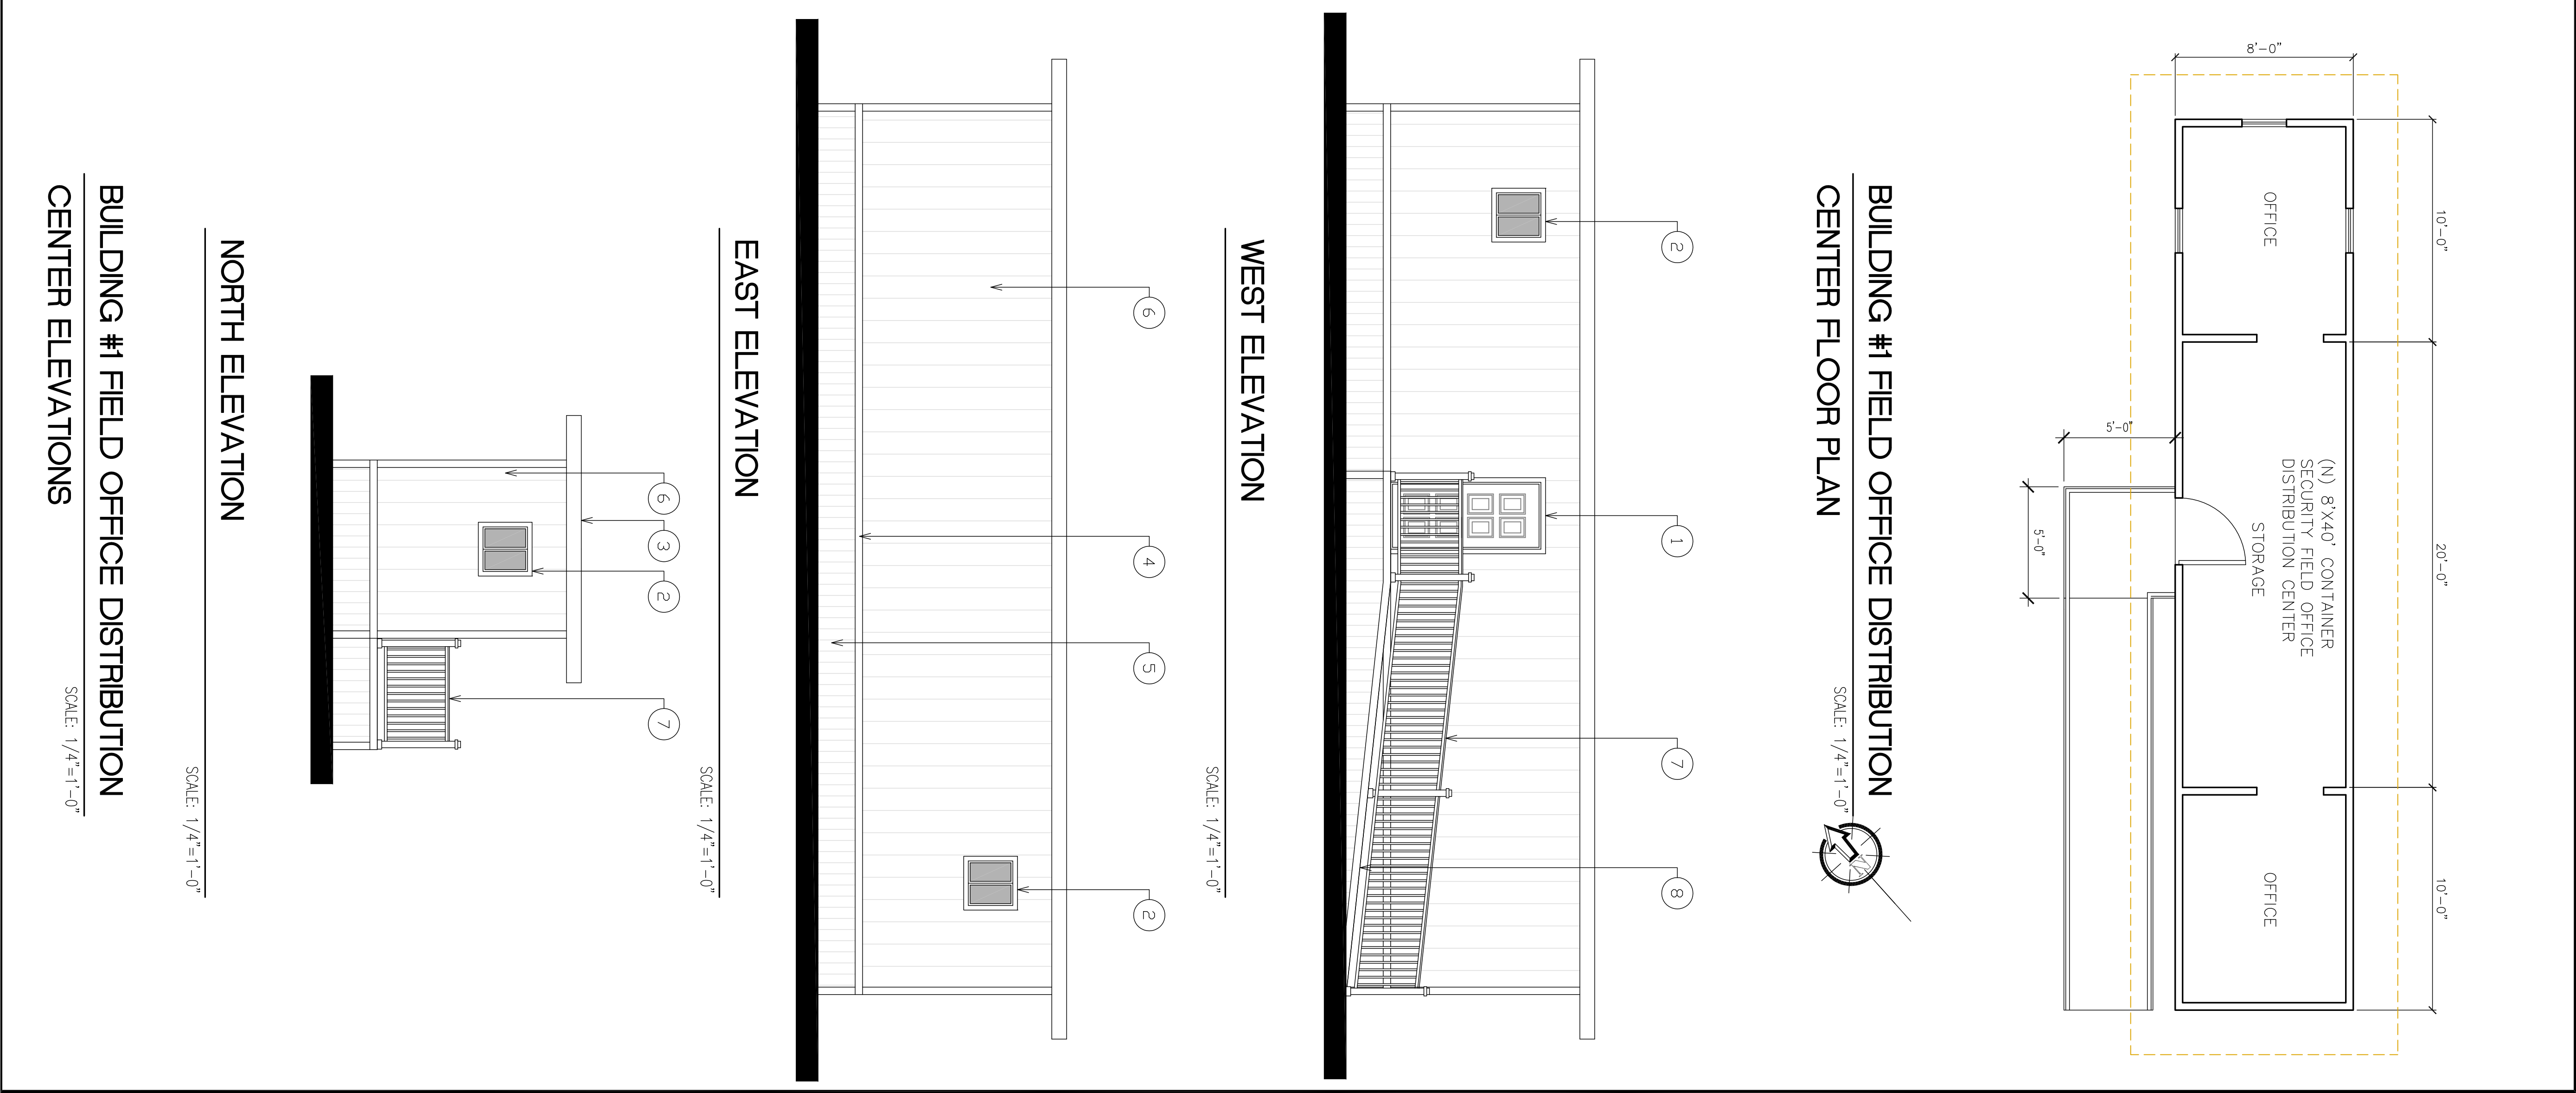 8'-0"
10'-0"
20'-0"
10'-0"
OFFICE
(N) 8'X40' CONTAINER
SECURITY FIELD OFFICE
DISTRIBUTION CENTER
STORAGE
OFFICE
5'-0"
5'-0"
BUILDING #1 FIELD OFFICE DISTRIBUTION
CENTER FLOOR PLAN
SCALE: 1/4"=1'-0"
2
1
7
8
WEST ELEVATION
SCALE: 1/4"=1'-0"
6
4
5
2
EAST ELEVATION
SCALE: 1/4"=1'-0"
6
3
2
7
NORTH ELEVATION
SCALE: 1/4"=1'-0"
BUILDING #1 FIELD OFFICE DISTRIBUTION
CENTER ELEVATIONS
SCALE: 1/4"=1'-0"